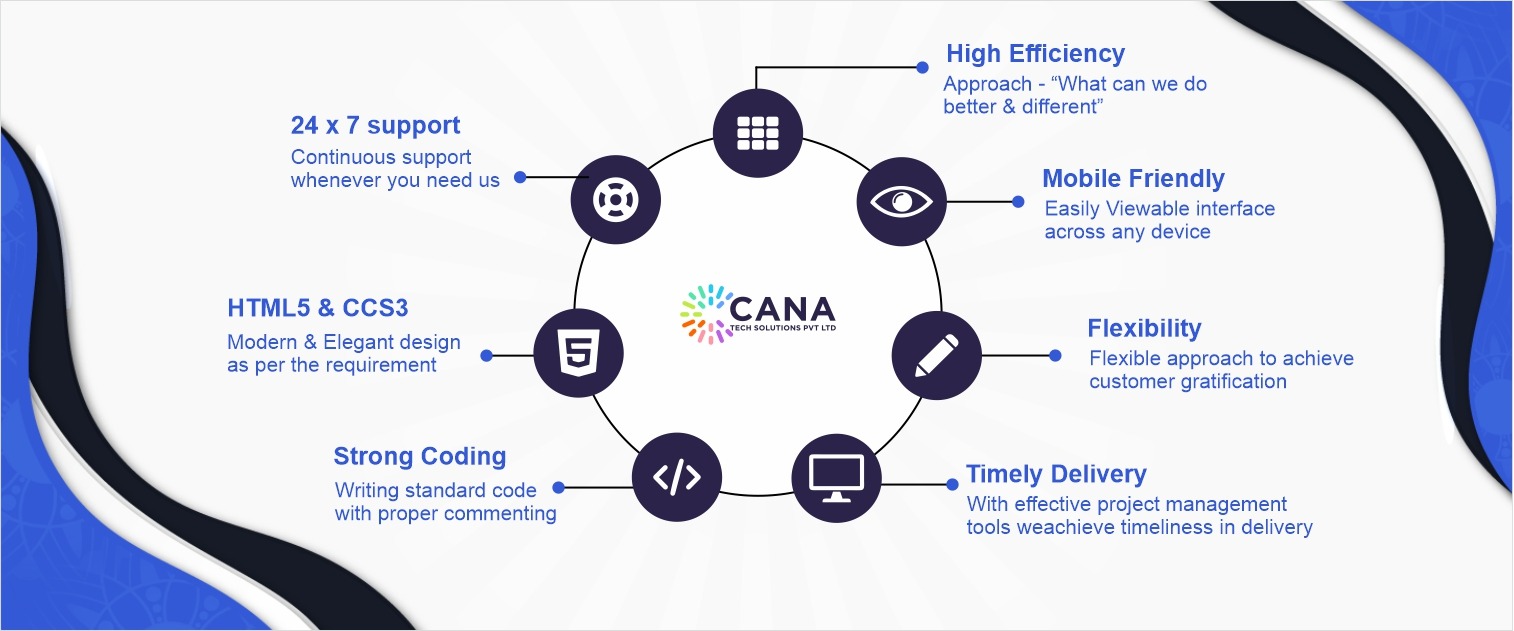 High Efficiency
Approach - “What can we do
better & different”
24 x 7 support
Continuous support
whenever you need us
Mobile Friendly
Easily Viewable interface
across any device
CANA
TECH SOLUTIONS PVT LTD
HTML5 & CCS3
Modern & Elegant design
as per the requirement
5
Flexibility
Flexible approach to achieve
customer gratification
Strong Coding
Writing standard code
with proper commenting
</>
Timely Delivery
With effective project management
tools weachieve timeliness in delivery